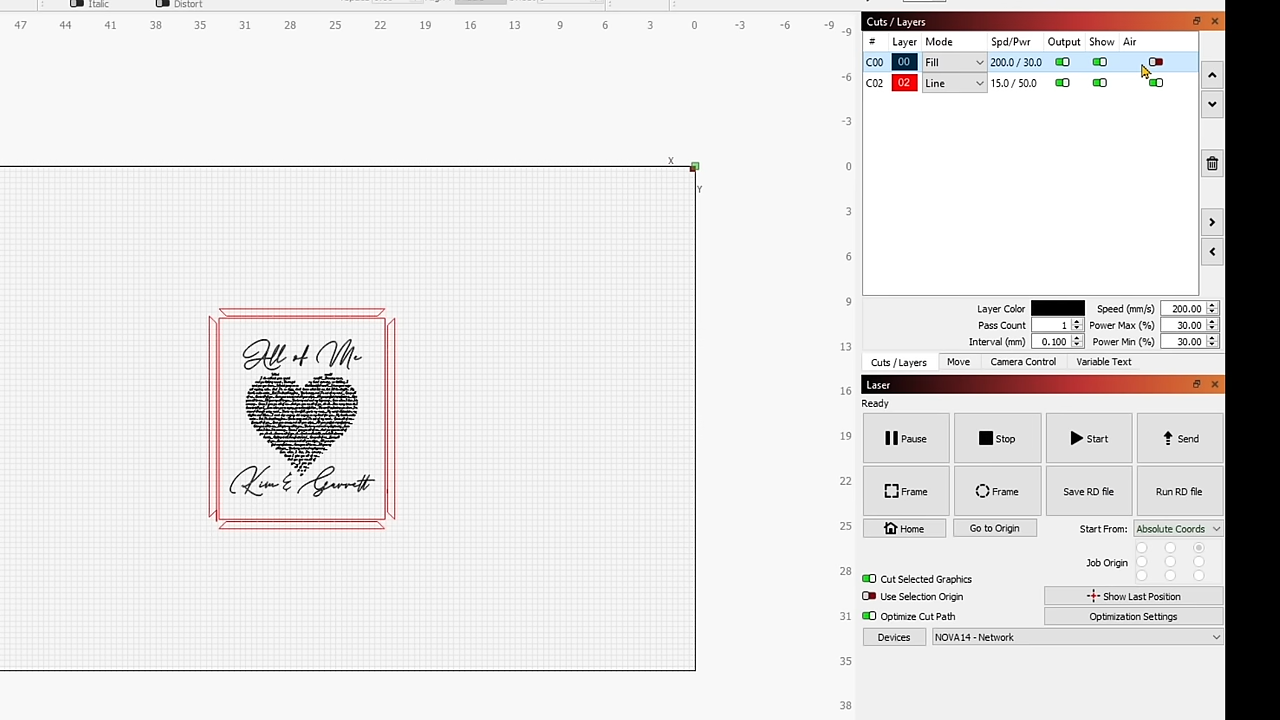 Italic Distort
47 44 41 38 35 31 28 25 22 19 16 13 9 6 3 0 -3 -6 -9
-9
-6
-3
0
3
6
9
13
16
19
22
25
28
31
35
38
X
Y
All of Me
Kim & Garrett
Cuts / Layers
# Layer Mode Spd/Pwr Output Show Air
C00 00 Fill 200.0 / 30.0
C02 02 Line 15.0 / 50.0
Layer Color Speed (mm/s) 200.00
Pass Count 1 Power Max (%) 30.00
Interval (mm) 0.100 Power Min (%) 30.00
Cuts / Layers Move Camera Control Variable Text
Laser
Ready
Pause Stop Start Send
Frame Frame Save RD file Run RD file
Home Go to Origin Start From: Absolute Coords
Job Origin
Cut Selected Graphics
Use Selection Origin Show Last Position
Optimize Cut Path Optimization Settings
Devices NOVA14 - Network